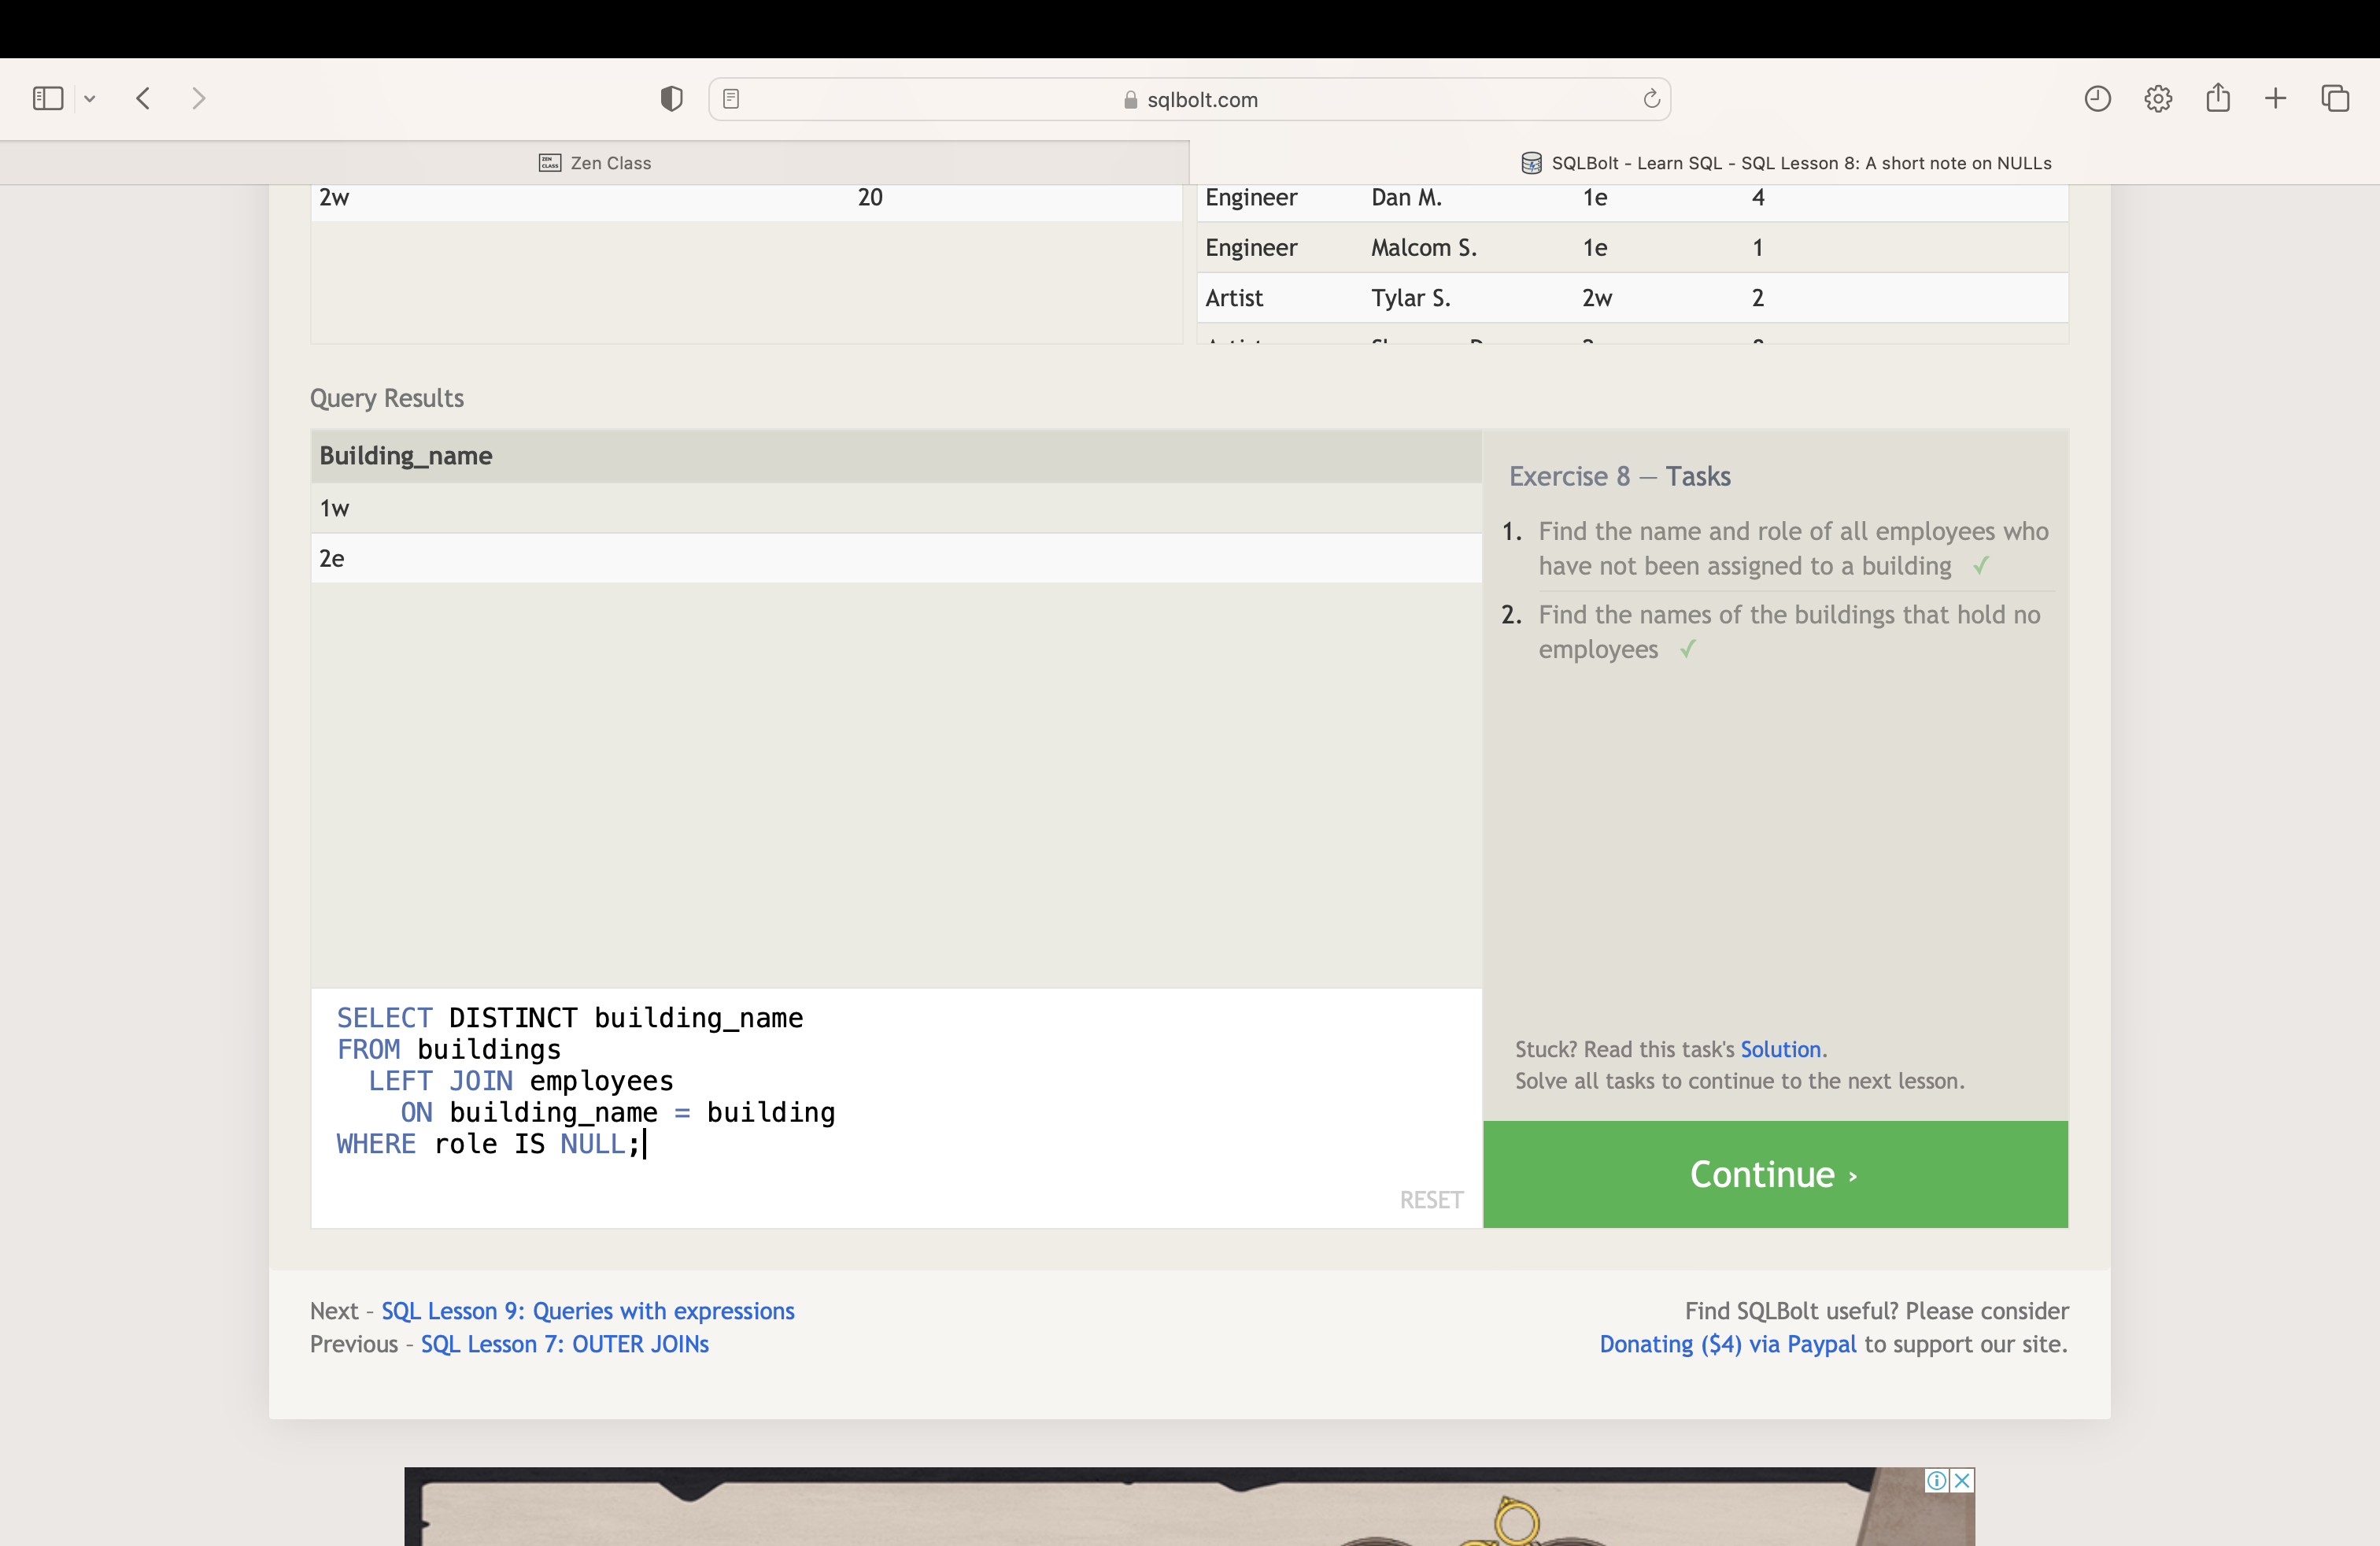 sqlbolt.com
ZEN CLASS Zen Class
SQLBolt - Learn SQL - SQL Lesson 8: A short note on NULLs
2w 20
Engineer Dan M. 1e 4
Engineer Malcom S. 1e 1
Artist Tylar S. 2w 2
Query Results
Building_name
1w
2e
Exercise 8 — Tasks
1. Find the name and role of all employees who
have not been assigned to a building ✓
2. Find the names of the buildings that hold no
employees ✓
SELECT DISTINCT building_name
FROM buildings
LEFT JOIN employees
ON building_name = building
WHERE role IS NULL;
RESET
Stuck? Read this task's Solution.
Solve all tasks to continue to the next lesson.
Continue ›
Next – SQL Lesson 9: Queries with expressions
Previous – SQL Lesson 7: OUTER JOINs
Find SQLBolt useful? Please consider
Donating ($4) via Paypal to support our site.